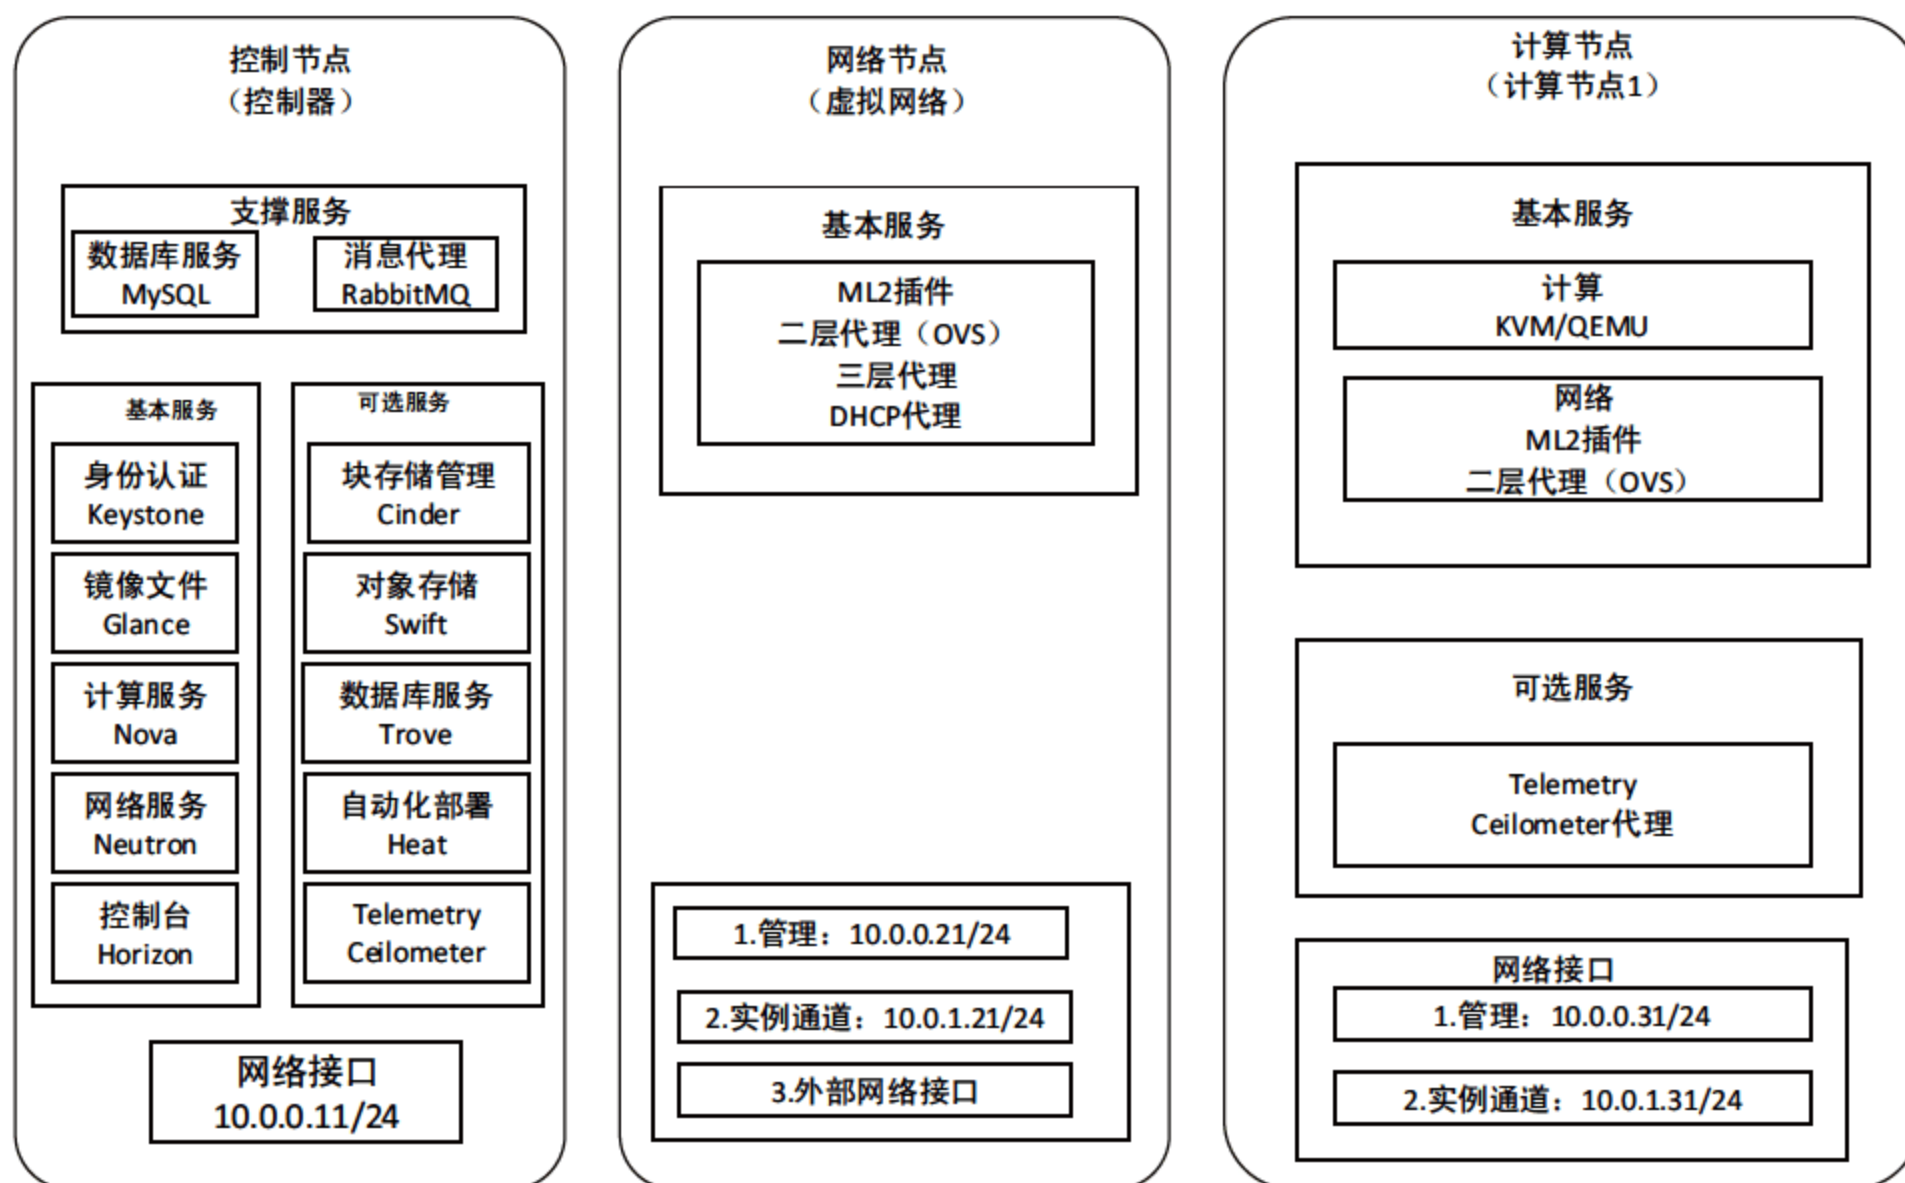 控制节点
（控制器）
支撑服务
数据库服务
MySQL
消息代理
RabbitMQ
基本服务
身份认证
Keystone
镜像文件
Glance
计算服务
Nova
网络服务
Neutron
控制台
Horizon
可选服务
块存储管理
Cinder
对象存储
Swift
数据库服务
Trove
自动化部署
Heat
Telemetry
Ceilometer
网络接口
10.0.0.11/24
网络节点
（虚拟网络）
基本服务
ML2插件
二层代理（OVS）
三层代理
DHCP代理
1.管理：10.0.0.21/24
2.实例通道：10.0.1.21/24
3.外部网络接口
计算节点
（计算节点1）
基本服务
计算
KVM/QEMU
网络
ML2插件
二层代理（OVS）
可选服务
Telemetry
Ceilometer代理
网络接口
1.管理：10.0.0.31/24
2.实例通道：10.0.1.31/24